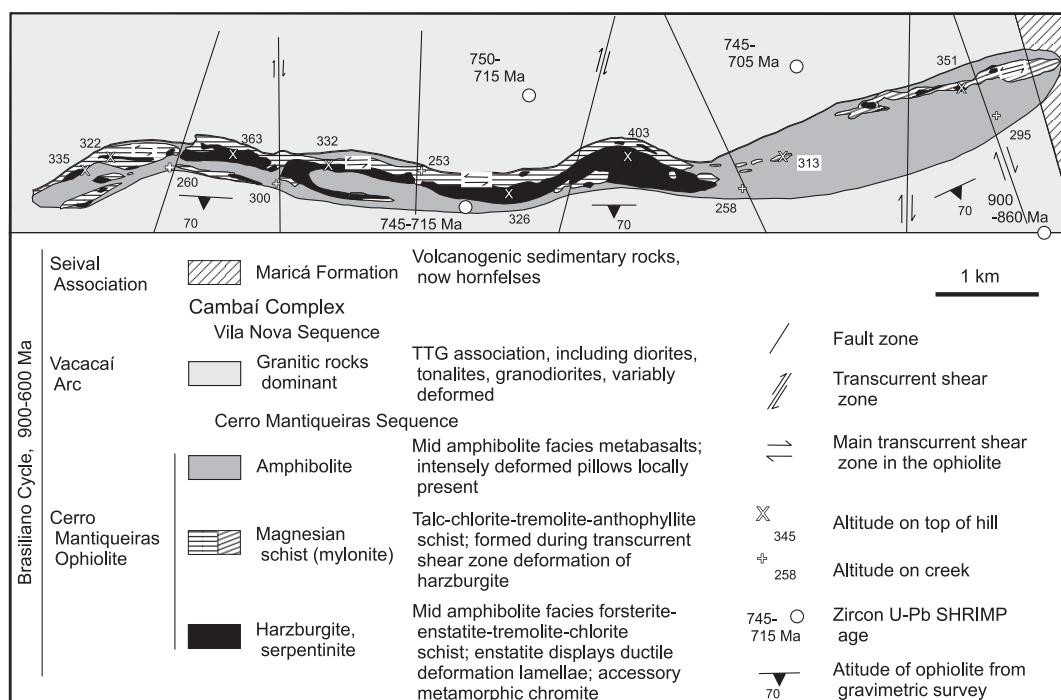 750-
715 Ma
745-
705 Ma
351
295
403
363
332
322
335
253
313
260
300
326
258
70
745-715 Ma
70
70
900
-860 Ma
Brasiliano Cycle, 900-600 Ma
Seival
Association
Maricá Formation
Volcanogenic sedimentary rocks,
now hornfelses
1 km
Cambaí Complex
Vila Nova Sequence
Vacacaí
Arc
Granitic rocks
dominant
TTG association, including diorites,
tonalites, granodiorites, variably
deformed
Cerro Mantiqueiras Sequence
Cerro
Mantiqueiras
Ophiolite
Amphibolite
Mid amphibolite facies metabasalts;
intensely deformed pillows locally
present
Magnesian
schist (mylonite)
Talc-chlorite-tremolite-anthophyllite
schist; formed during transcurrent
shear zone deformation of
harzburgite
Harzburgite,
serpentinite
Mid amphibolite facies forsterite-
enstatite-tremolite-chlorite
schist; enstatite displays ductile
deformation lamellae; accessory
metamorphic chromite
Fault zone
Transcurrent shear
zone
Main transcurrent shear
zone in the ophiolite
345
Altitude on top of hill
258
Altitude on creek
745-
715 Ma
Zircon U-Pb SHRIMP
age
70
Atitude of ophiolite from
gravimetric survey